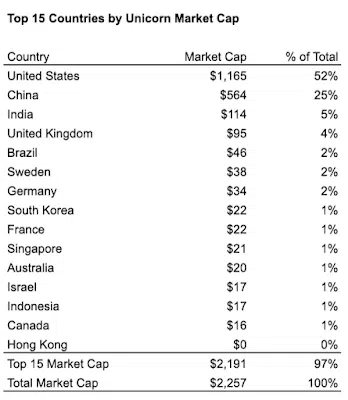 Top 15 Countries by Unicorn Market Cap
Country Market Cap % of Total
United States $1,165 52%
China $564 25%
India $114 5%
United Kingdom $95 4%
Brazil $46 2%
Sweden $38 2%
Germany $34 2%
South Korea $22 1%
France $22 1%
Singapore $21 1%
Australia $20 1%
Israel $17 1%
Indonesia $17 1%
Canada $16 1%
Hong Kong $0 0%
Top 15 Market Cap $2,191 97%
Total Market Cap $2,257 100%